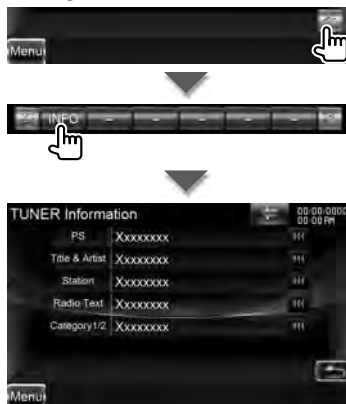 Menu
INFO
TUNER Information
00/00/0000
00:00 PM
PS Xxxxxxxx
Title & Artist Xxxxxxxx
Station Xxxxxxxx
Radio Text Xxxxxxxx
Category1/2 Xxxxxxxx
Menu